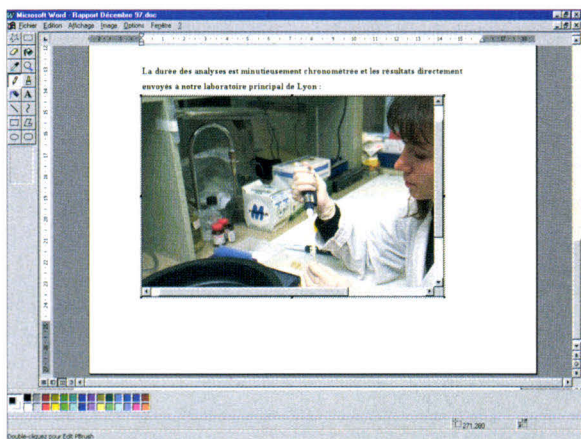 Microsoft Word - Rapport Décembre 97.doc
Fichier Edition Affichage Image Options Fenêtre ?
La durée des analyses est minutieusement chronométrée et les résultats directement
envoyés à notre laboratoire principal de Lyon :
271,280
Double-cliquez pour Edit PBrush